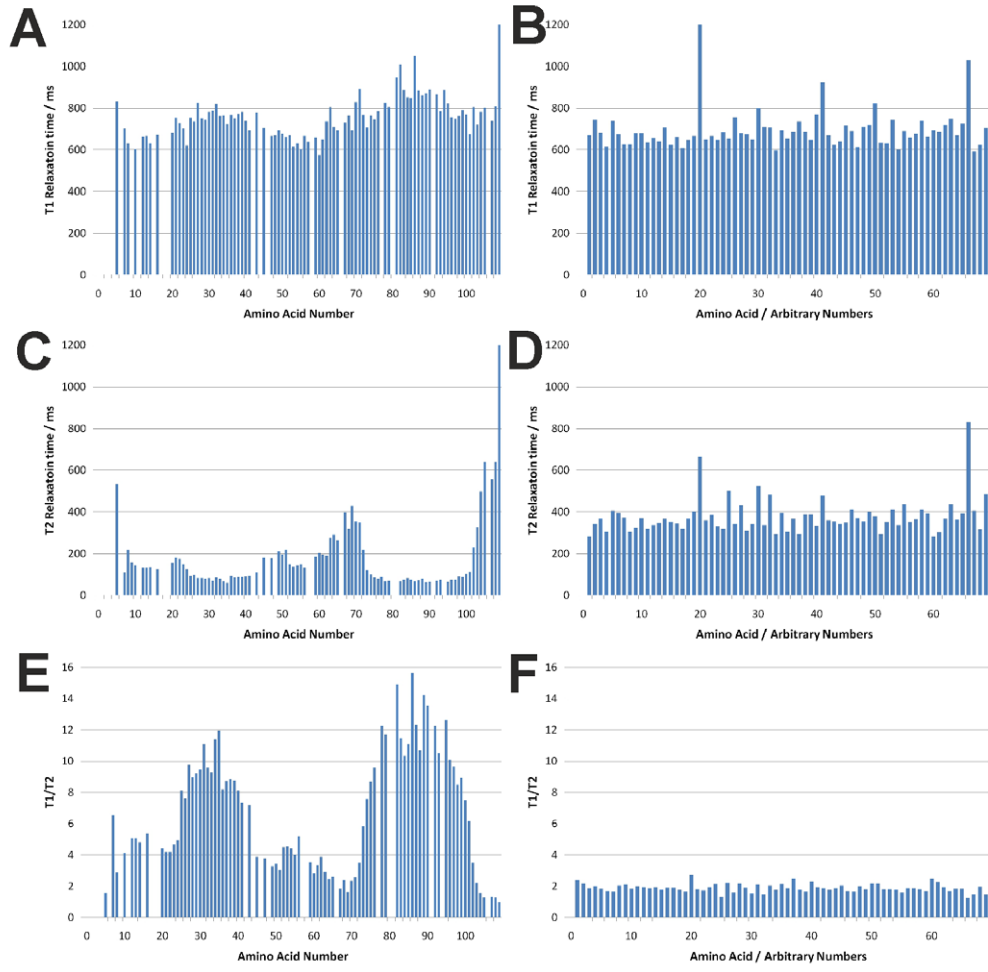 A
T1 Relaxatoin time / ms
1200
1000
800
600
400
200
0
0 10 20 30 40 50 60 70 80 90 100
Amino Acid Number
B
T1 Relaxatoin time / ms
1200
1000
800
600
400
200
0
0 10 20 30 40 50 60
Amino Acid / Arbitrary Numbers
C
T2 Relaxatoin time / ms
1200
1000
800
600
400
200
0
0 10 20 30 40 50 60 70 80 90 100
Amino Acid Number
D
T2 Relaxatoin time / ms
1200
1000
800
600
400
200
0
0 10 20 30 40 50 60
Amino Acid / Arbitrary Numbers
E
T1/T2
16
14
12
10
8
6
4
2
0
0 10 20 30 40 50 60 70 80 90 100
Amino Acid Number
F
T1/T2
16
14
12
10
8
6
4
2
0
0 10 20 30 40 50 60
Amino Acid / Arbitrary Numbers